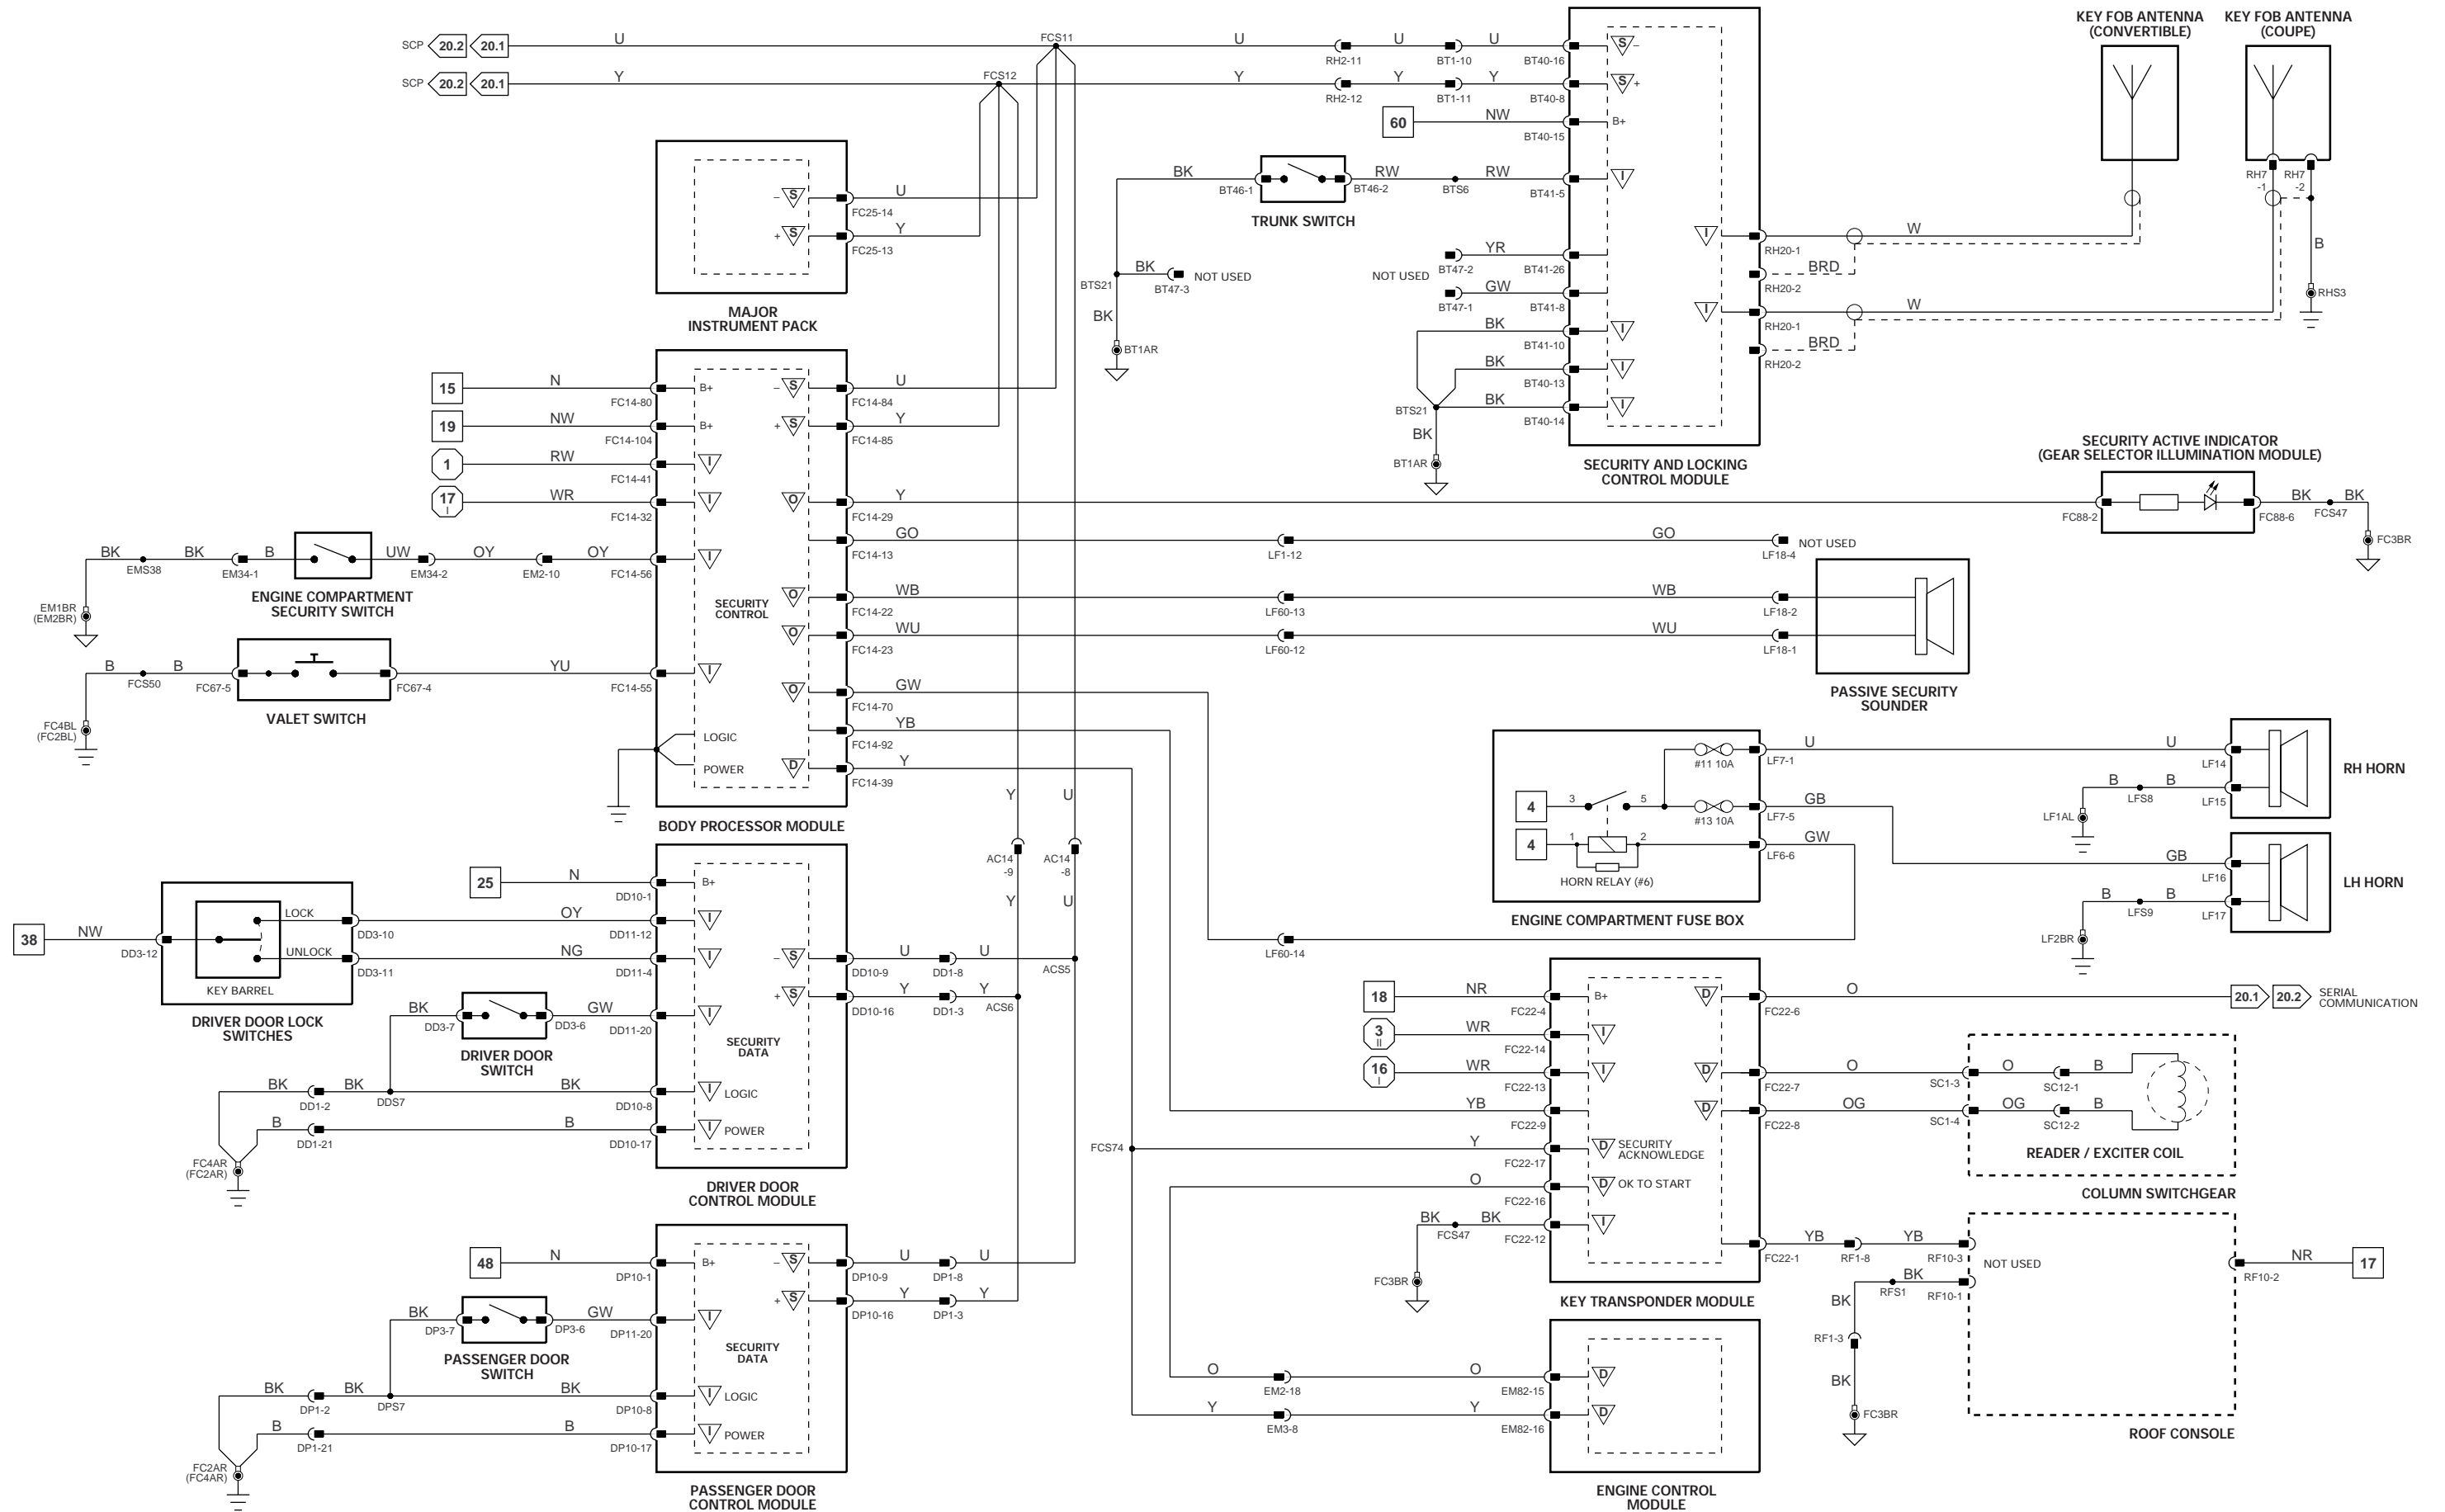 KEY FOB ANTENNA
(CONVERTIBLE)
KEY FOB ANTENNA
(COUPE)
SCP 20.2 20.1 U FCS11 U RH2-11 U BT1-10 U BT40-16 S –
SCP 20.2 20.1 Y FCS12 Y RH2-12 Y BT1-11 Y BT40-8 S +
60 NW BT40-15 B+
BK BT46-1 BT46-2 RW BTS6 RW BT41-5 I
TRUNK SWITCH
RH7
-1
RH7
-2
B
RHS3
– S FC25-14 U
+ S FC25-13 Y
MAJOR
INSTRUMENT PACK
BTS21 BK BT47-3 NOT USED
BK
BT1AR
NOT USED
BT47-2 YR BT41-26
BT47-1 GW BT41-8
BK BT41-10 I
BK BT40-13 I
BTS21 BK BT40-14 I
BK
BT1AR
I RH20-1 W
BRD
RH20-2
I RH20-1 W
BRD
RH20-2
SECURITY AND LOCKING
CONTROL MODULE
SECURITY ACTIVE INDICATOR
(GEAR SELECTOR ILLUMINATION MODULE)
FC88-2 FC88-6 BK FCS47 BK
FC3BR
15 N FC14-80 B+ – S FC14-84 U
19 NW FC14-104 B+ + S FC14-85 Y
1 RW FC14-41 I
17 I WR FC14-32 I O FC14-29 Y
FC14-13 GO LF1-12 GO LF18-4 NOT USED
BK EMS38 BK EM34-1 B UW EM34-2 OY EM2-10 OY FC14-56 I
ENGINE COMPARTMENT
SECURITY SWITCH
EM1BR
(EM2BR)
SECURITY
CONTROL
O FC14-22 WB LF60-13 WB LF18-2
O FC14-23 WU LF60-12 WU LF18-1
PASSIVE SECURITY
SOUNDER
B FCS50 B FC67-5 FC67-4 YU FC14-55 I
VALET SWITCH
FC4BL
(FC2BL)
O FC14-70 GW
FC14-92 YB
D FC14-39 Y
LOGIC
POWER
BODY PROCESSOR MODULE
4 3 5 #11 10A LF7-1 U U LF14
B LFS8 B LF15
LF1AL
RH HORN
#13 10A LF7-5 GB
4 1 2 LF6-6 GW
HORN RELAY (#6)
ENGINE COMPARTMENT FUSE BOX
GB LF16
B LFS9 B LF17
LF2BR
LH HORN
LF60-14
Y U
AC14
-9
AC14
-8
Y U
25 N DD10-1 B+
38 NW DD3-12 LOCK DD3-10 OY DD11-12 I
UNLOCK DD3-11 NG DD11-4 I
KEY BARREL
DRIVER DOOR LOCK
SWITCHES
– S DD10-9 U DD1-8 U ACS5
+ S DD10-16 Y DD1-3 Y ACS6
BK DD3-7 DD3-6 GW DD11-20 I
DRIVER DOOR
SWITCH
SECURITY
DATA
BK DD1-2 BK DDS7 BK DD10-8 I LOGIC
B DD1-21 B DD10-17 I POWER
FC4AR
(FC2AR)
DRIVER DOOR
CONTROL MODULE
18 NR FC22-4 B+ D FC22-6 O 20.1 20.2 SERIAL
COMMUNICATION
3 II WR FC22-14 I
16 I WR FC22-13 I D FC22-7 O SC1-3 O SC12-1 B
YB FC22-9 D FC22-8 OG SC1-4 OG SC12-2 B
FCS74 Y FC22-17 D SECURITY
ACKNOWLEDGE
O FC22-16 D OK TO START
BK FCS47 BK FC22-12 I
FC3BR
READER / EXCITER COIL
COLUMN SWITCHGEAR
FC22-1 YB RF1-8 YB RF10-3 NOT USED
BK RFS1 RF10-1
BK
RF1-3
BK
FC3BR
RF10-2 NR 17
ROOF CONSOLE
KEY TRANSPONDER MODULE
48 N DP10-1 B+ – S DP10-9 U DP1-8 U
+ S DP10-16 Y DP1-3 Y
BK DP3-7 DP3-6 GW DP11-20 I
PASSENGER DOOR
SWITCH
SECURITY
DATA
BK DP1-2 BK DPS7 BK DP10-8 I LOGIC
B DP1-21 B DP10-17 I POWER
FC2AR
(FC4AR)
PASSENGER DOOR
CONTROL MODULE
O EM2-18 O EM82-15 D
Y EM3-8 Y EM82-16 D
ENGINE CONTROL
MODULE